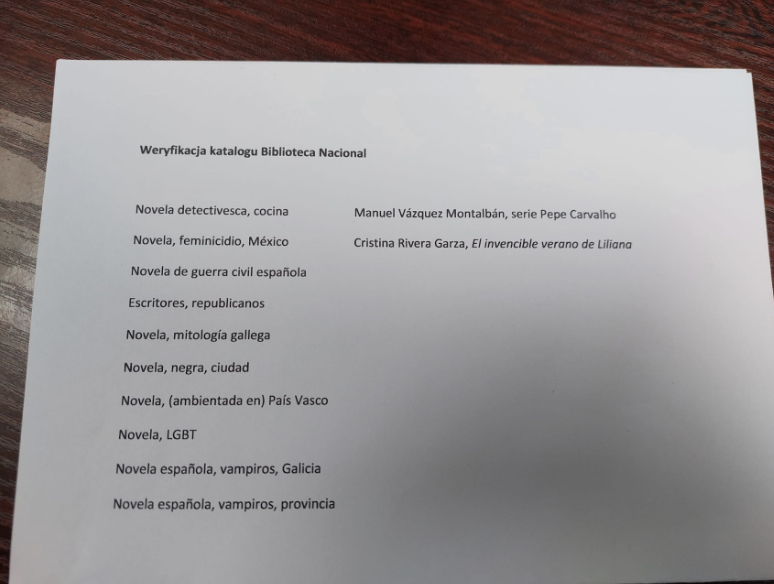 Weryfikacja katalogu Biblioteca Nacional
Novela detectivesca, cocina Manuel Vázquez Montalbán, serie Pepe Carvalho
Novela, feminicidio, México Cristina Rivera Garza, El invencible verano de Liliana
Novela de guerra civil española
Escritores, republicanos
Novela, mitología gallega
Novela, negra, ciudad
Novela, (ambientada en) País Vasco
Novela, LGBT
Novela española, vampiros, Galicia
Novela española, vampiros, provincia